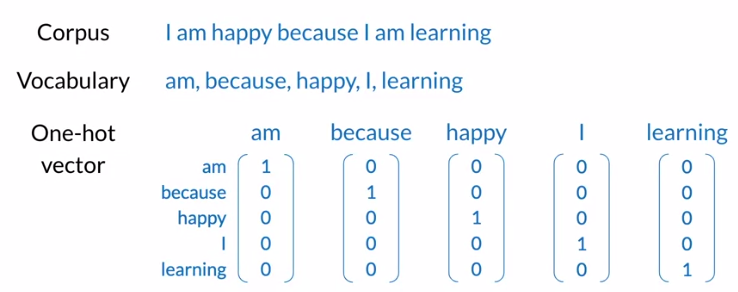 Corpus I am happy because I am learning
Vocabulary am, because, happy, I, learning
One-hot vector
am because happy I learning
am 1 0 0 0 0
because 0 1 0 0 0
happy 0 0 1 0 0
I 0 0 0 1 0
learning 0 0 0 0 1